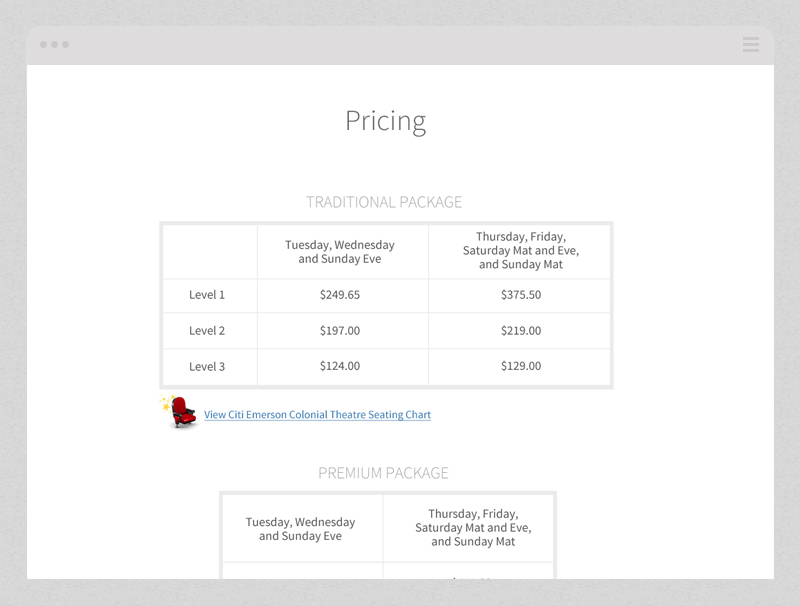 Pricing
TRADITIONAL PACKAGE
Tuesday, Wednesday
and Sunday Eve
Thursday, Friday,
Saturday Mat and Eve,
and Sunday Mat
Level 1 $249.65 $375.50
Level 2 $197.00 $219.00
Level 3 $124.00 $129.00
View Citi Emerson Colonial Theatre Seating Chart
PREMIUM PACKAGE
Tuesday, Wednesday
and Sunday Eve
Thursday, Friday,
Saturday Mat and Eve,
and Sunday Mat